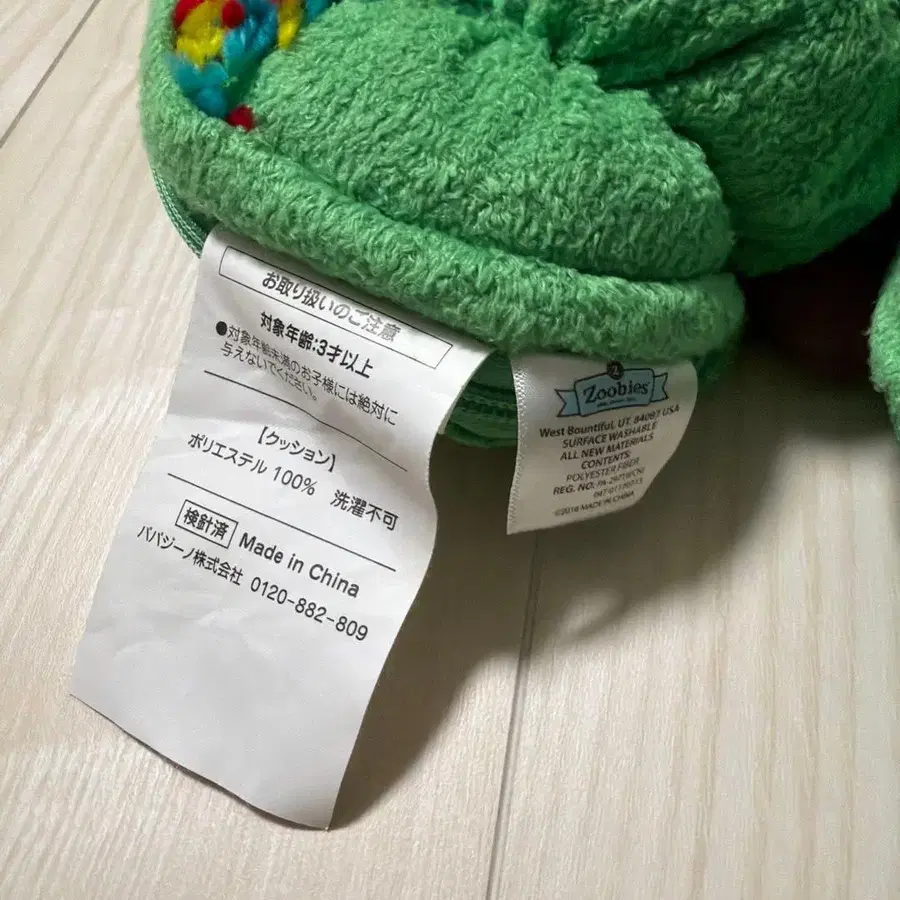 お取り扱いのご注意
対象年齢:3才以上
●対象年齢未満のお子様には絶対に
与えないでください。
【クッション】
ポリエステル 100% 洗濯不可
検針済 Made in China
パパジーノ株式会社 0120-882-809
Zoobies
West Bountiful, UT. 84087 USA
SURFACE WASHABLE
ALL NEW MATERIALS
CONTENTS:
POLYESTER FIBER
REG. NO.
©2016 MADE IN CHINA